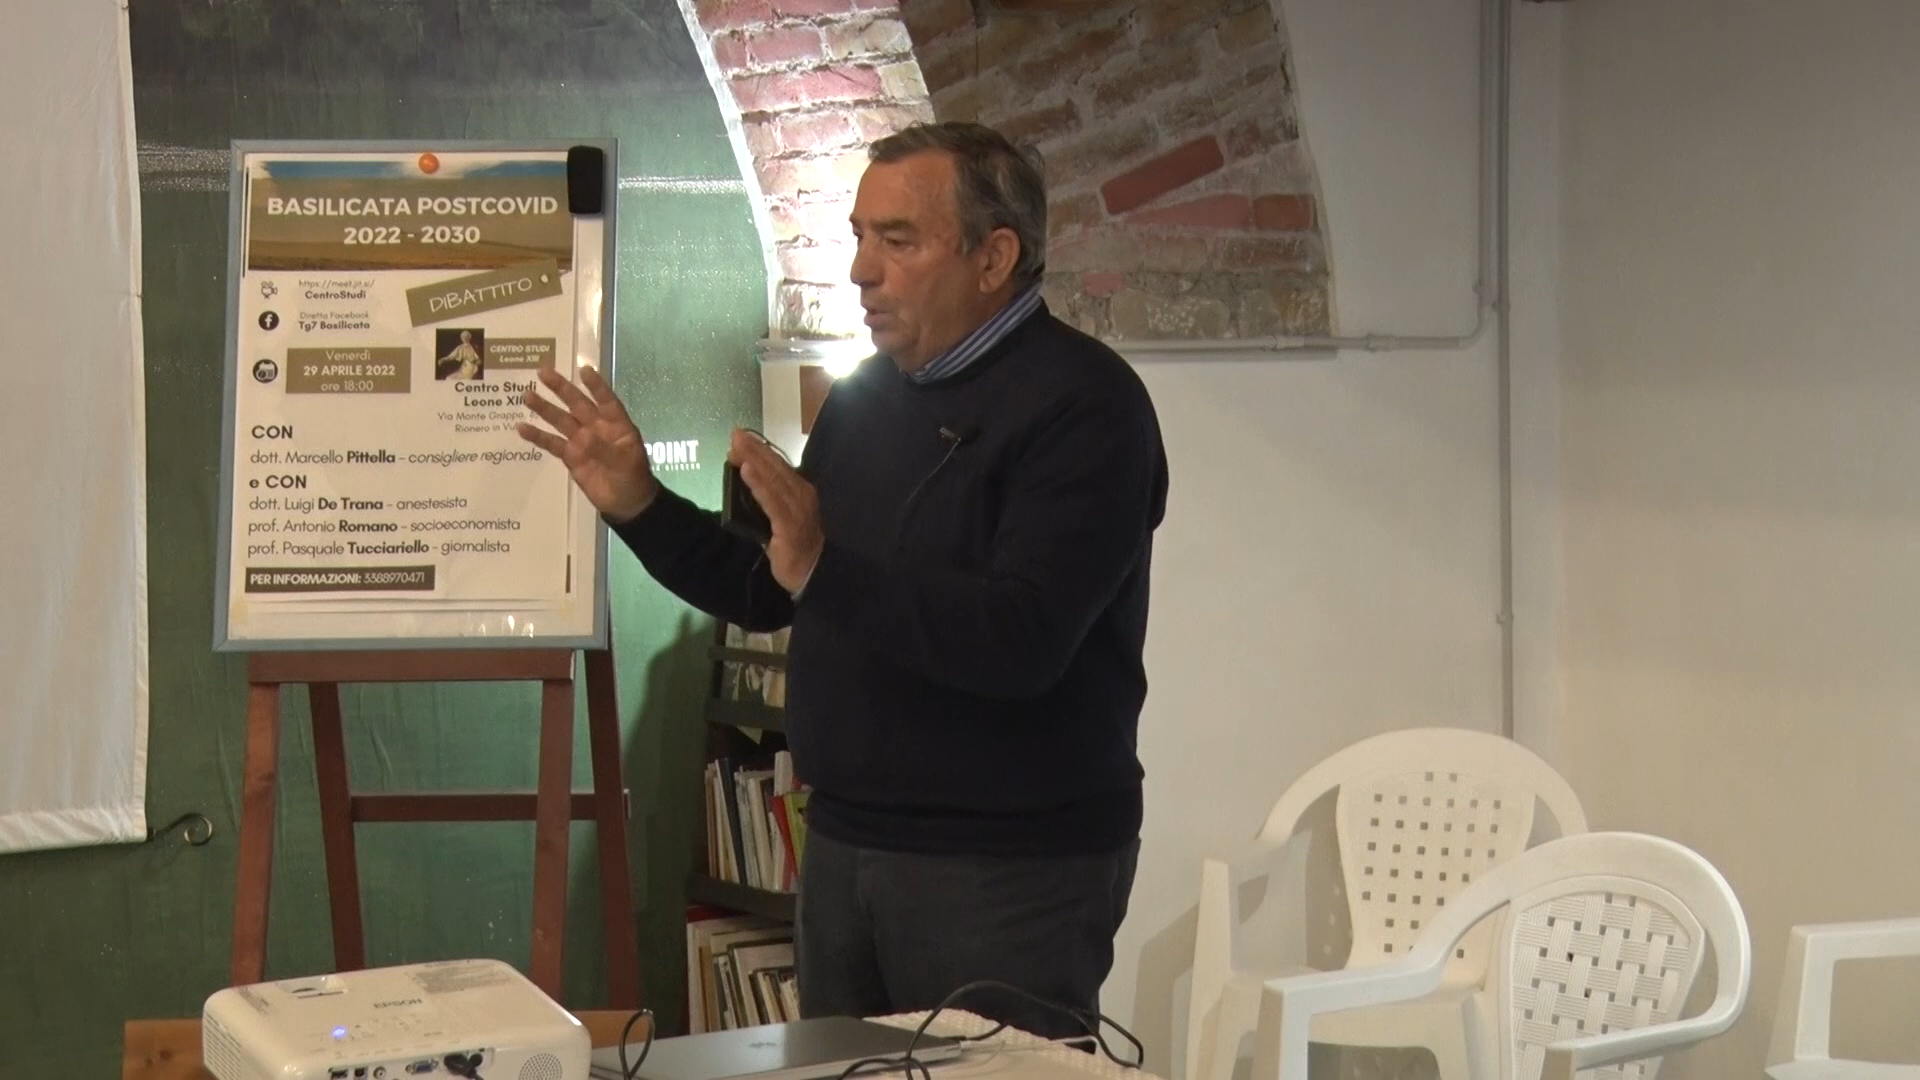 BASILICATA POSTCOVID
2022 - 2030
https://meet.jit.si/
CentroStudi
DIBATTITO
Diretta Facebook
Tg7 Basilicata
CENTRO STUDI
Leone XIII
Venerdì
29 APRILE 2022
ore 18:00
Centro Studi
Leone XIII
Via Monte Grappa,
Rionero in
CON
dott. Marcello Pittella - consigliere regionale
e CON
dott. Luigi De Trana - anestesista
prof. Antonio Romano - socioeconomista
prof. Pasquale Tucciariello - giornalista
PER INFORMAZIONI: 3388970471
POINT
EPSON